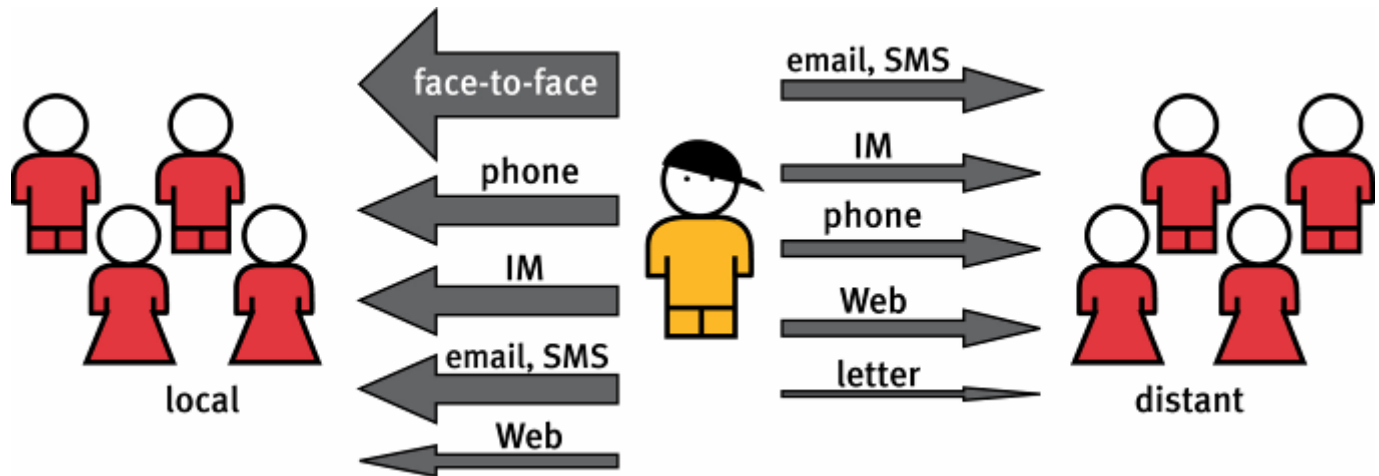 face-to-face
phone
IM
email, SMS
Web
local
email, SMS
IM
phone
Web
letter
distant